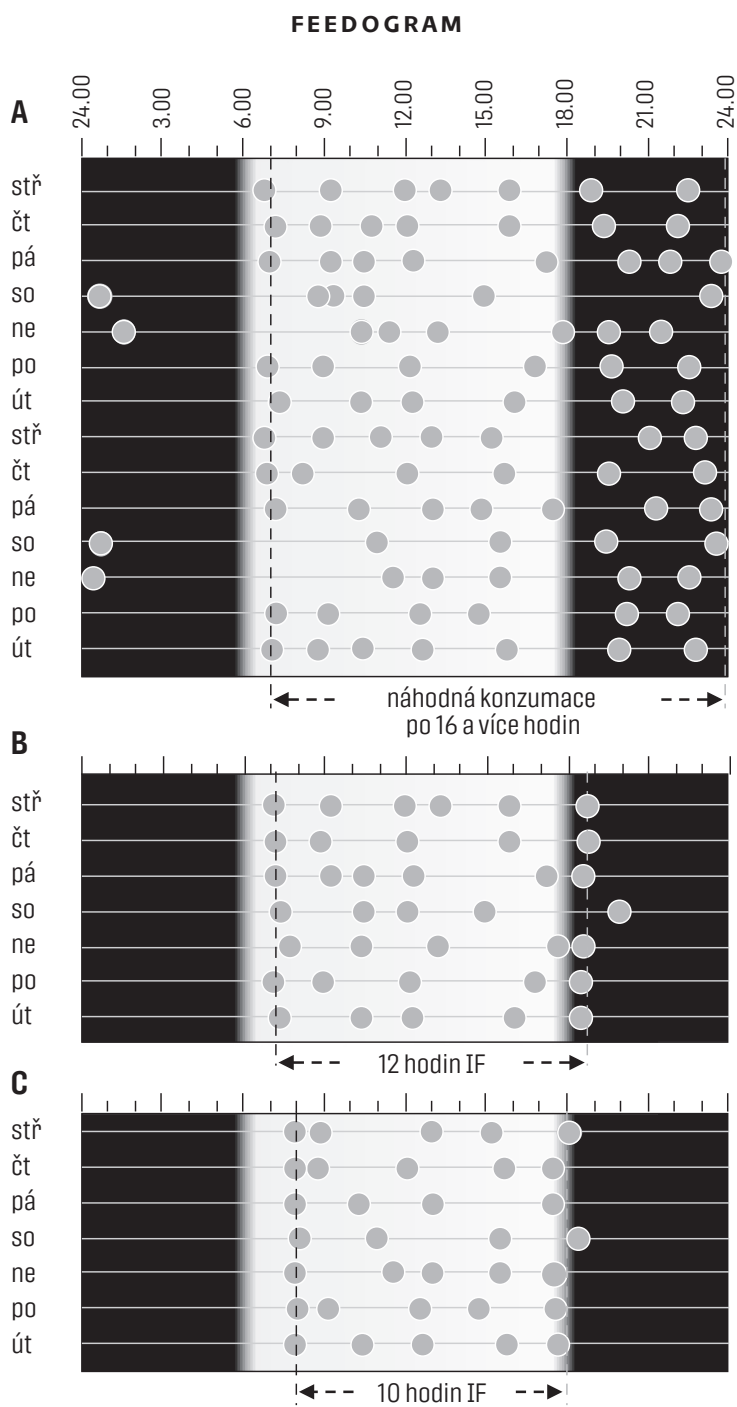 FEEDOGRAM
A
24.00 3.00 6.00 9.00 12.00 15.00 18.00 21.00 24.00
stř
čt
pá
so
ne
po
út
stř
čt
pá
so
ne
po
út
náhodná konzumace
po 16 a více hodin
B
stř
čt
pá
so
ne
po
út
12 hodin IF
C
stř
čt
pá
so
ne
po
út
10 hodin IF